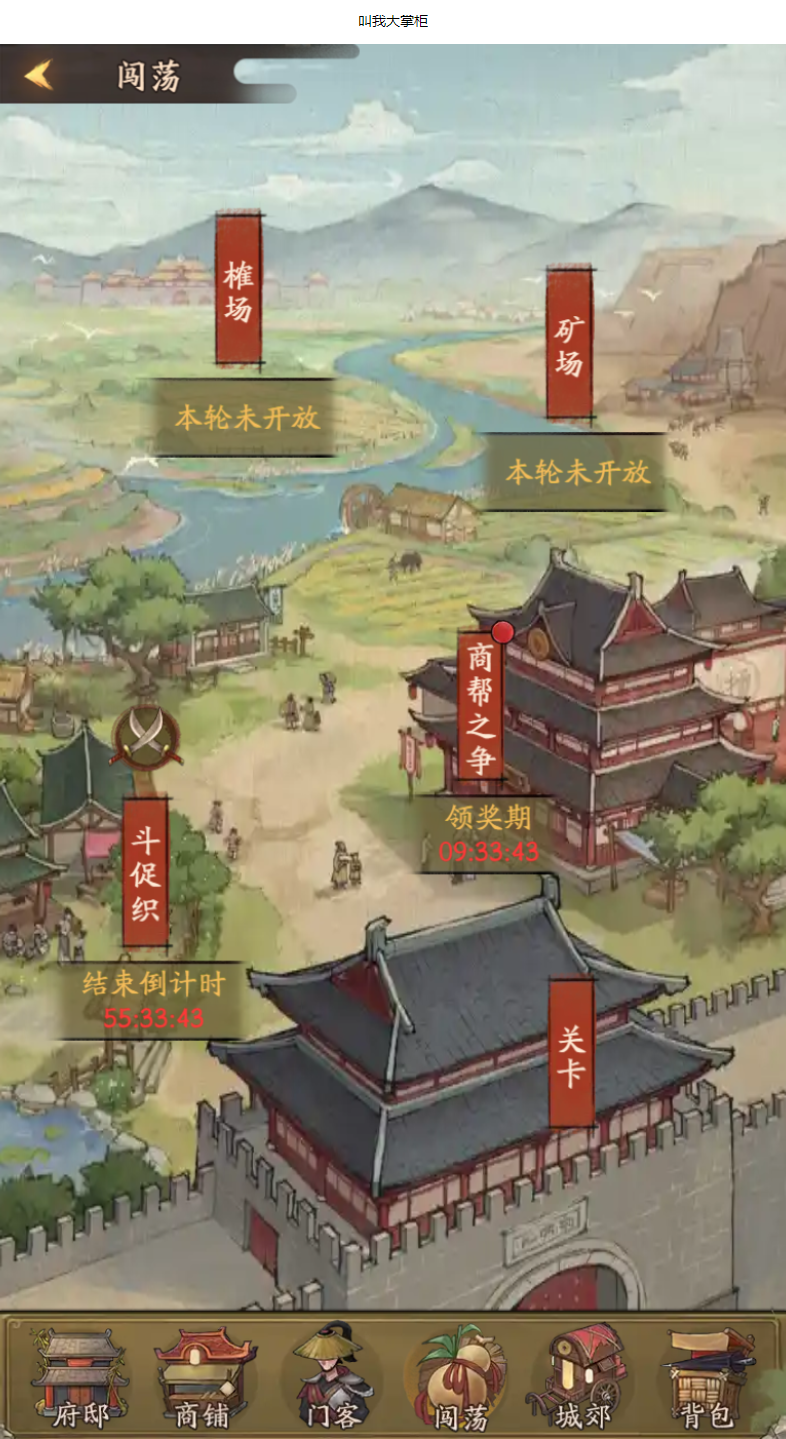 叫我大掌柜
闯荡
榷场
本轮未开放
矿场
本轮未开放
商帮之争
领奖期
09:33:43
斗促织
结束倒计时
55:33:43
关卡
府邸
商铺
门客
闯荡
城郊
背包